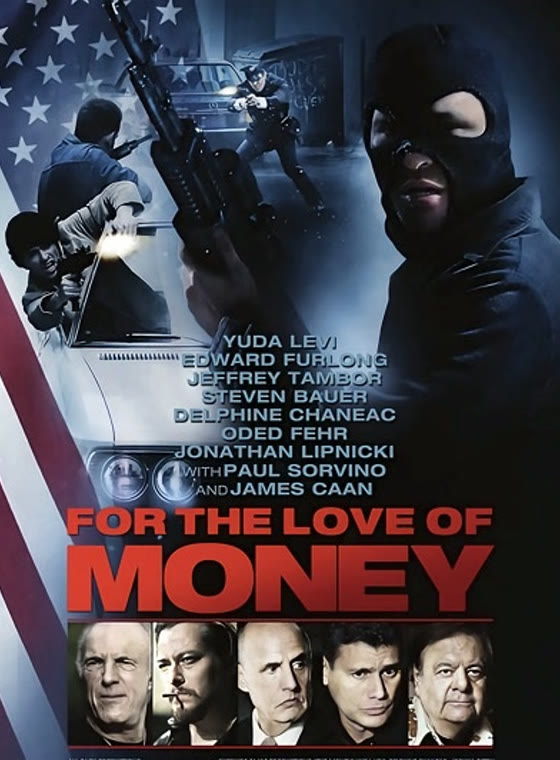 YUDA LEVI
EDWARD FURLONG
JEFFREY TAMBOR
STEVEN BAUER
DELPHINE CHANEAC
ODED FEHR
JONATHAN LIPNICKI
WITH PAUL SORVINO
AND JAMES CAAN
FOR THE LOVE OF
MONEY